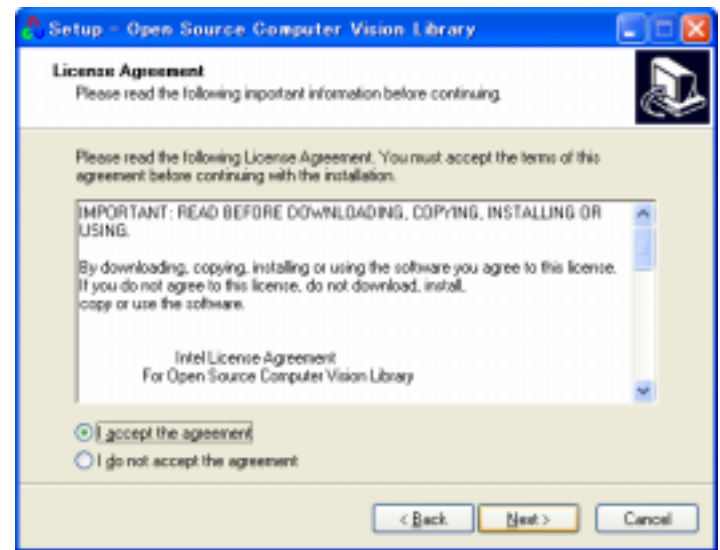 Setup - Open Source Computer Vision Library
License Agreement
Please read the following important information before continuing.
Please read the following License Agreement. You must accept the terms of this
agreement before continuing with the installation.
IMPORTANT: READ BEFORE DOWNLOADING, COPYING, INSTALLING OR
USING.
By downloading, copying, installing or using the software you agree to this license.
If you do not agree to this license, do not download, install,
copy or use the software.
Intel License Agreement
For Open Source Computer Vision Library
I accept the agreement
I do not accept the agreement
< Back
Next >
Cancel